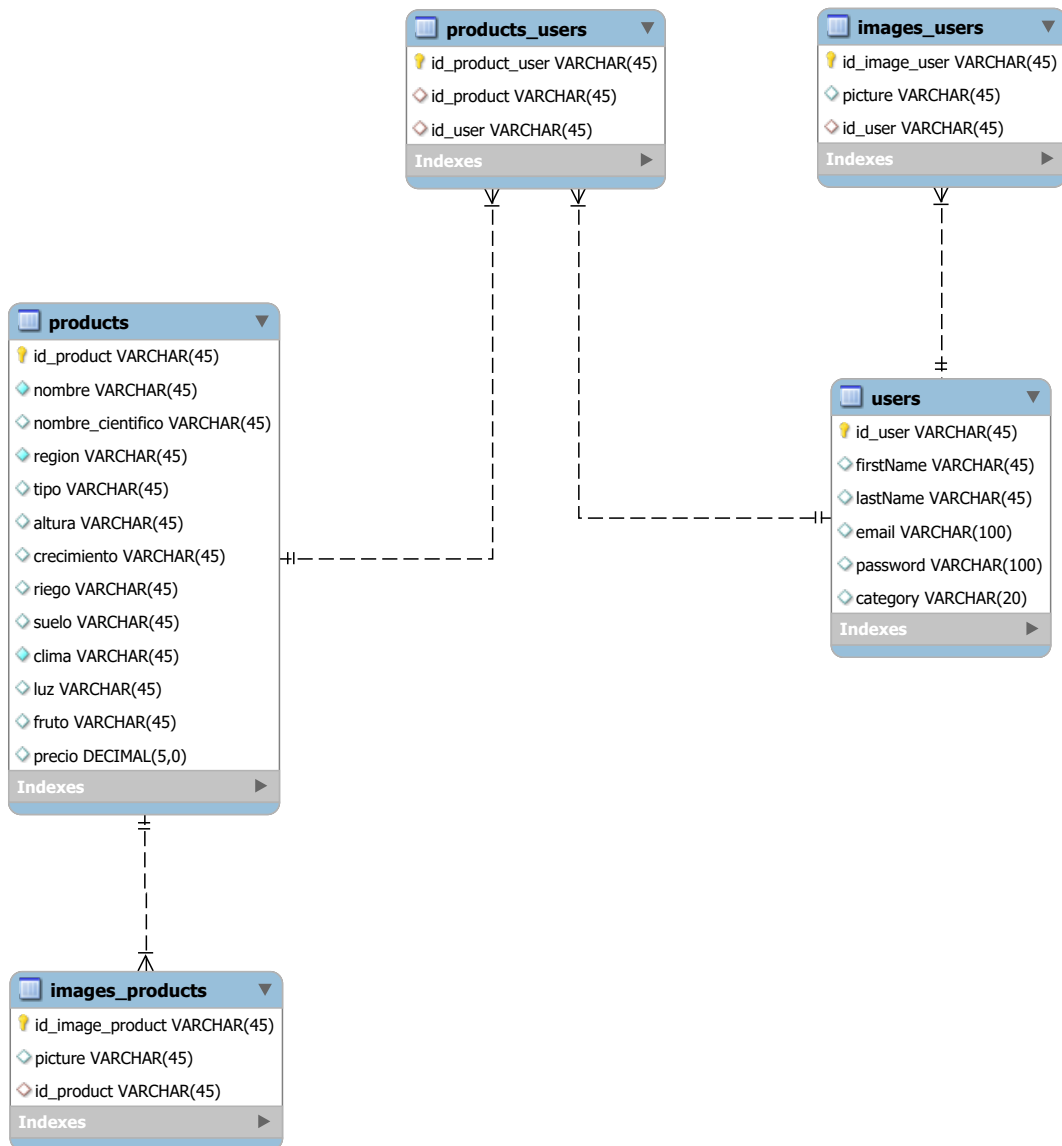 products_users
id_product_user VARCHAR(45)
id_product VARCHAR(45)
id_user VARCHAR(45)
Indexes
images_users
id_image_user VARCHAR(45)
picture VARCHAR(45)
id_user VARCHAR(45)
Indexes
products
id_product VARCHAR(45)
nombre VARCHAR(45)
nombre_cientifico VARCHAR(45)
region VARCHAR(45)
tipo VARCHAR(45)
altura VARCHAR(45)
crecimiento VARCHAR(45)
riego VARCHAR(45)
suelo VARCHAR(45)
clima VARCHAR(45)
luz VARCHAR(45)
fruto VARCHAR(45)
precio DECIMAL(5,0)
Indexes
users
id_user VARCHAR(45)
firstName VARCHAR(45)
lastName VARCHAR(45)
email VARCHAR(100)
password VARCHAR(100)
category VARCHAR(20)
Indexes
images_products
id_image_product VARCHAR(45)
picture VARCHAR(45)
id_product VARCHAR(45)
Indexes